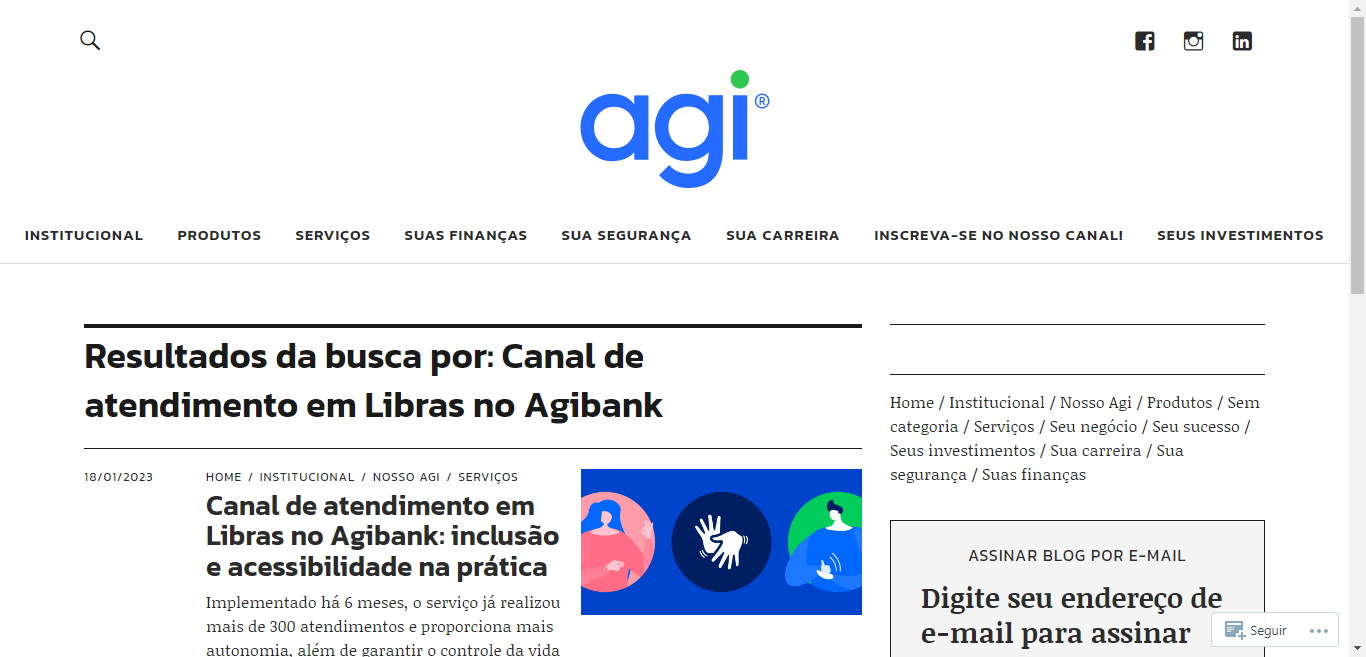 agi®
INSTITUCIONAL PRODUTOS SERVIÇOS SUAS FINANÇAS SUA SEGURANÇA SUA CARREIRA INSCREVA-SE NO NOSSO CANAL! SEUS INVESTIMENTOS
Resultados da busca por: Canal de
atendimento em Libras no Agibank
18/01/2023
HOME / INSTITUCIONAL / NOSSO AGI / SERVIÇOS
Canal de atendimento em
Libras no Agibank: inclusão
e acessibilidade na prática
Implementado há 6 meses, o serviço já realizou
mais de 300 atendimentos e proporciona mais
autonomia, além de garantir o controle da vida
Home / Institucional / Nosso Agi / Produtos / Sem
categoria / Serviços / Seu negócio / Seu sucesso /
Seus investimentos / Sua carreira / Sua
segurança / Suas finanças
ASSINAR BLOG POR E-MAIL
Digite seu endereço de
e-mail para assinar
Seguir